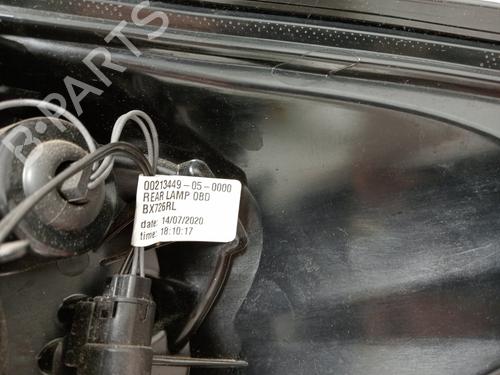 B-PARTS
00213449-05-0000
REAR LAMP OBD
BX726RL
date: 14/07/2020
time: 18:10:17